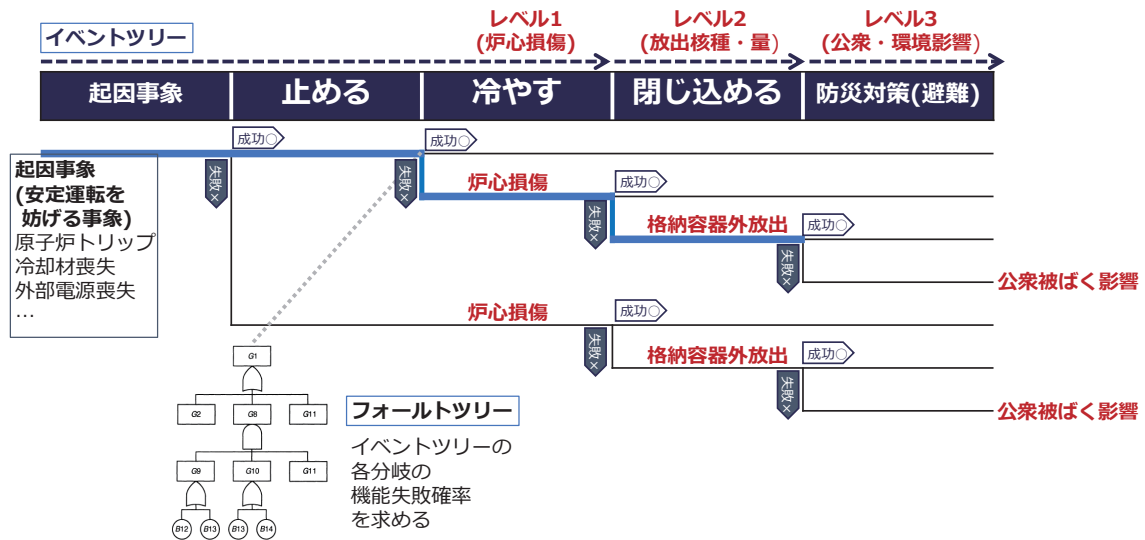 レベル1
(炉心損傷)
レベル2
(放出核種・量)
レベル3
(公衆・環境影響)
イベントツリー
起因事象
止める
冷やす
閉じ込める
防災対策(避難)
成功○
成功○
失敗×
失敗×
起因事象
(安定運転を
妨げる事象)
原子炉トリップ
冷却材喪失
外部電源喪失
…
炉心損傷
成功○
失敗×
格納容器外放出
成功○
失敗×
公衆被ばく影響
炉心損傷
成功○
失敗×
格納容器外放出
成功○
失敗×
公衆被ばく影響
G1
G2
G8
G11
G9
G10
G11
B12
B13
B13
B14
フォールトツリー
イベントツリーの
各分岐の
機能失敗確率
を求める